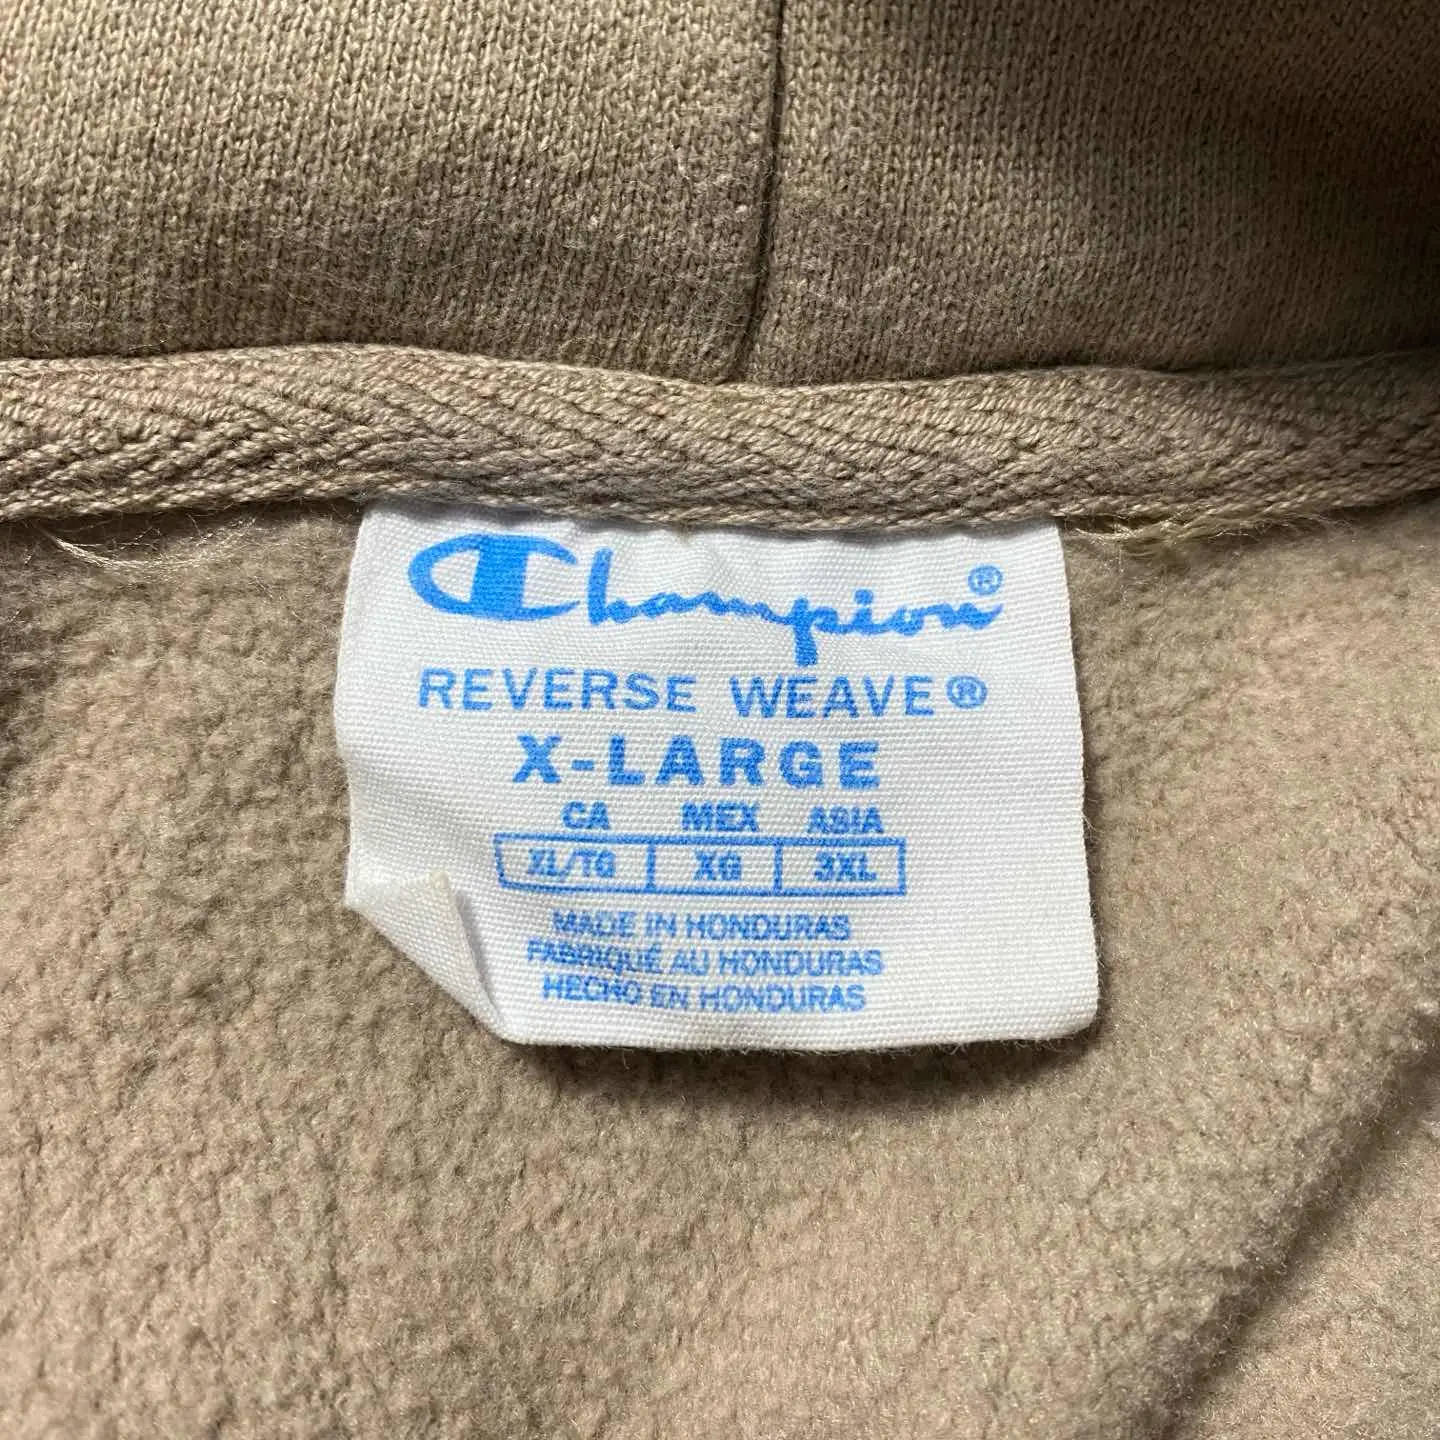 Champion®
REVERSE WEAVE®
X-LARGE
CA MEX ASIA
XL/TG XG 3XL
MADE IN HONDURAS
FABRIQUÉ AU HONDURAS
HECHO EN HONDURAS